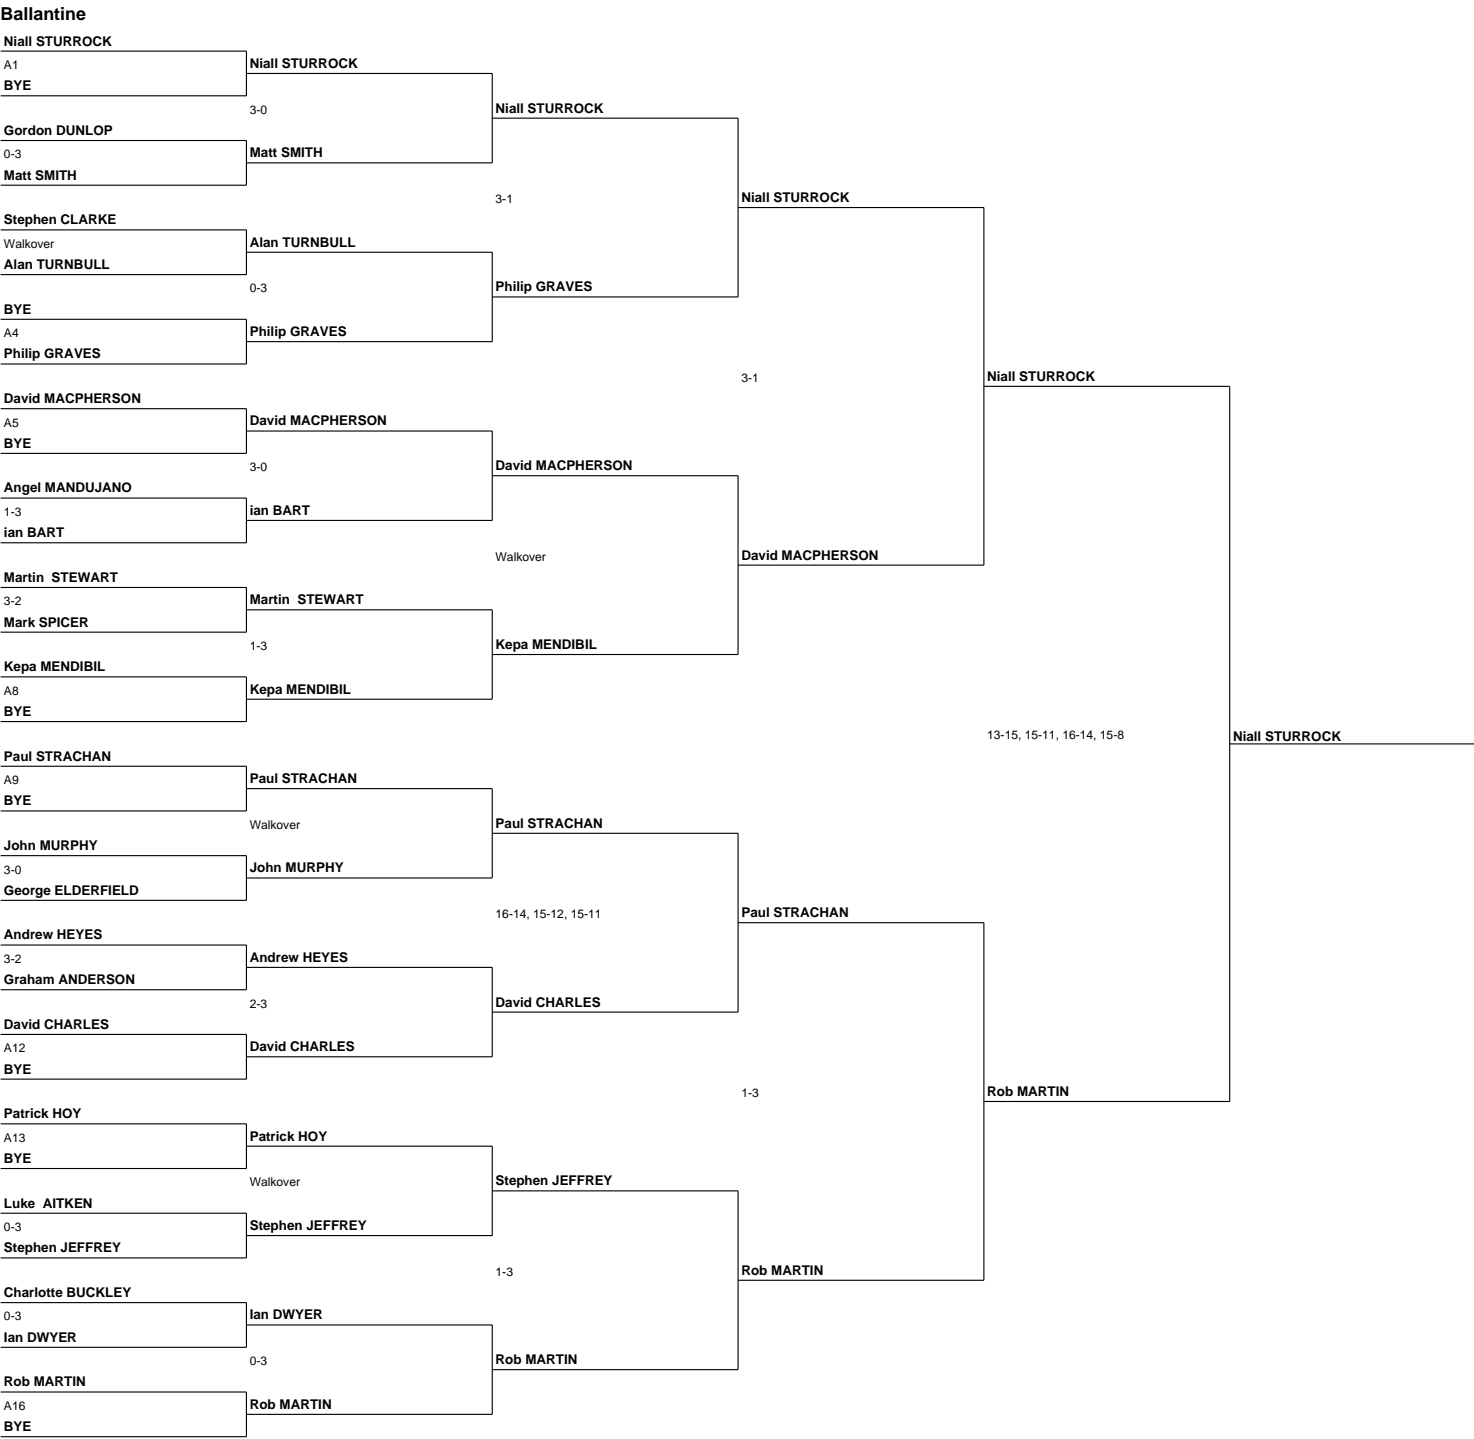 Ballantine
Niall STURROCK
A1
BYE
Niall STURROCK
3-0
Gordon DUNLOP
0-3
Matt SMITH
Matt SMITH
Niall STURROCK
3-1
Stephen CLARKE
Walkover
Alan TURNBULL
Alan TURNBULL
0-3
BYE
A4
Philip GRAVES
Philip GRAVES
Philip GRAVES
Niall STURROCK
3-1
David MACPHERSON
A5
BYE
David MACPHERSON
3-0
Angel MANDUJANO
1-3
ian BART
ian BART
David MACPHERSON
Walkover
Martin  STEWART
3-2
Mark SPICER
Martin  STEWART
1-3
Kepa MENDIBIL
A8
BYE
Kepa MENDIBIL
Kepa MENDIBIL
David MACPHERSON
Niall STURROCK
13-15, 15-11, 16-14, 15-8
Niall STURROCK
Paul STRACHAN
A9
BYE
Paul STRACHAN
Walkover
John MURPHY
3-0
George ELDERFIELD
John MURPHY
Paul STRACHAN
16-14, 15-12, 15-11
Andrew HEYES
3-2
Graham ANDERSON
Andrew HEYES
2-3
David CHARLES
A12
BYE
David CHARLES
David CHARLES
Paul STRACHAN
1-3
Patrick HOY
A13
BYE
Patrick HOY
Walkover
Luke  AITKEN
0-3
Stephen JEFFREY
Stephen JEFFREY
Stephen JEFFREY
1-3
Charlotte BUCKLEY
0-3
Ian DWYER
Ian DWYER
0-3
Rob MARTIN
A16
BYE
Rob MARTIN
Rob MARTIN
Rob MARTIN
Rob MARTIN